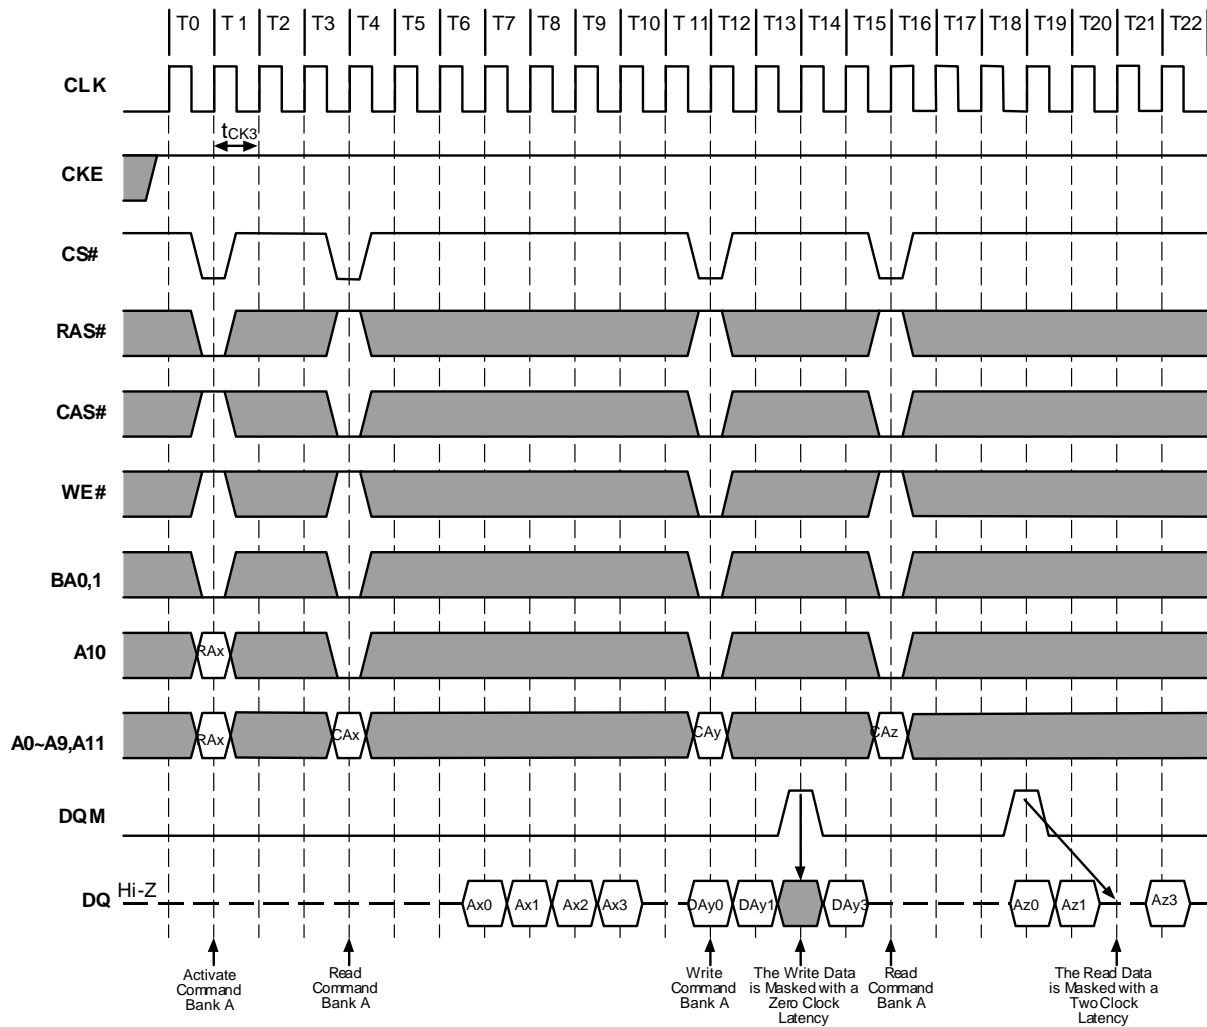 T0 T1 T2 T3 T4 T5 T6 T7 T8 T9 T10 T11 T12 T13 T14 T15 T16 T17 T18 T19 T20 T21 T22
CLK
tCK3
CKE
CS#
RAS#
CAS#
WE#
BA0,1
A10
RAx
A0~A9,A11
RAx CAx CAy CAz
DQM
DQ Hi-Z Ax0 Ax1 Ax2 Ax3 DAy0 DAy1 DAy3 Az0 Az1 Az3
Activate
Command
Bank A
Read
Command
Bank A
Write
Command
Bank A
The Write Data
is Masked with a
Zero Clock
Latency
Read
Command
Bank A
The Read Data
is Masked with a
Two Clock
Latency